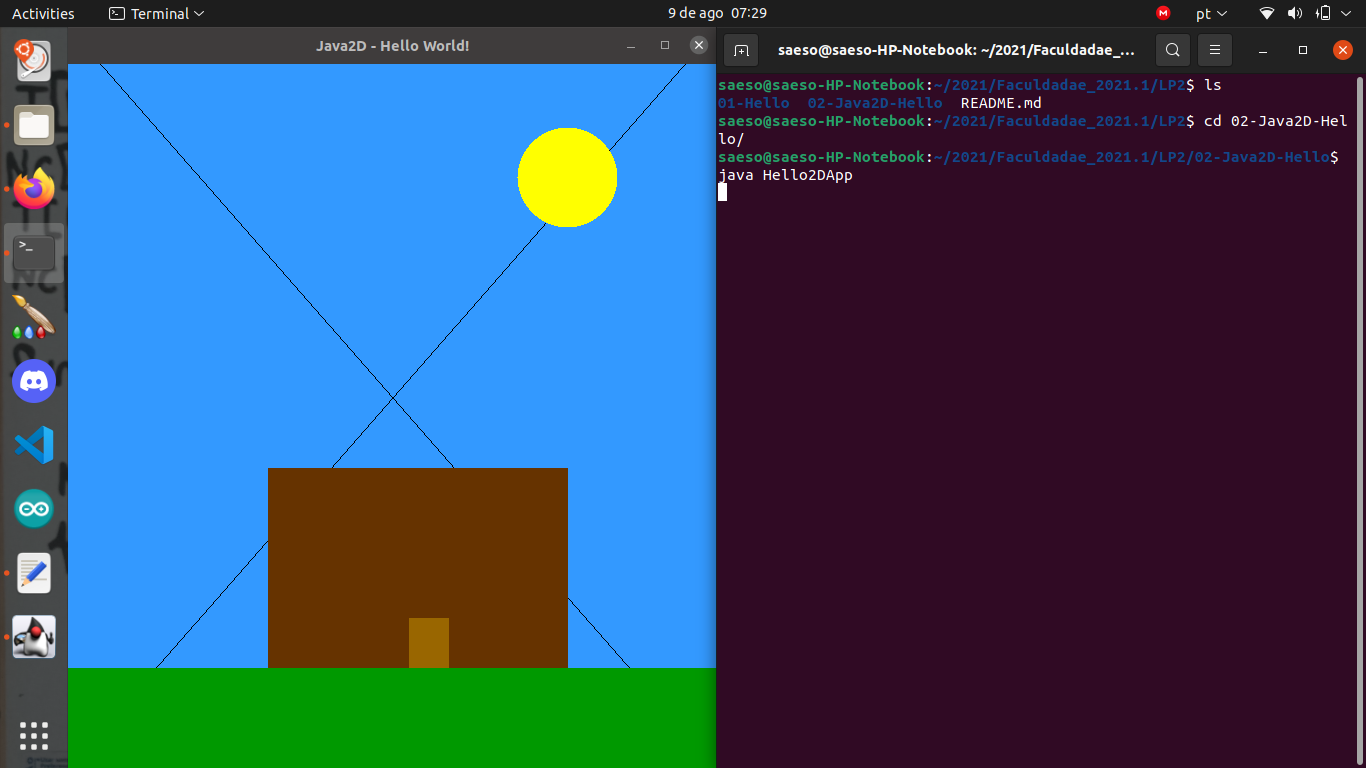 Activities
Terminal
9 de ago 07:29
pt
Java2D - Hello World!
saeso@saeso-HP-Notebook: ~/2021/Faculdadae_...
saeso@saeso-HP-Notebook:~/2021/Faculdadae_2021.1/LP2$ ls
01-Hello 02-Java2D-Hello README.md
saeso@saeso-HP-Notebook:~/2021/Faculdadae_2021.1/LP2$ cd 02-Java2D-Hel
lo/
saeso@saeso-HP-Notebook:~/2021/Faculdadae_2021.1/LP2/02-Java2D-Hello$
java Hello2DApp